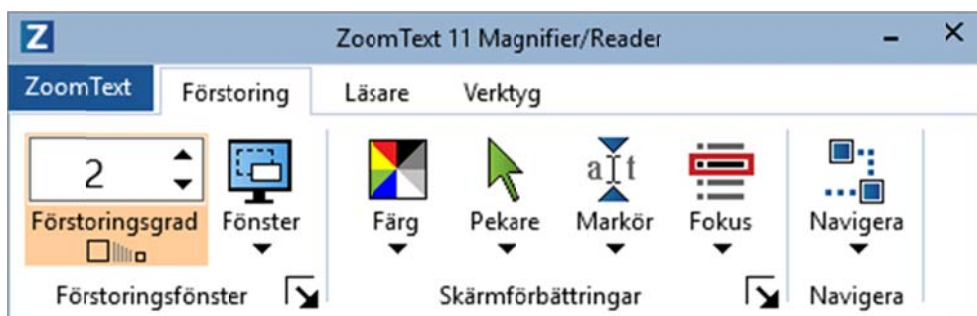 Z ZoomText 11 Magnifier/Reader
ZoomText Förstoring Läsare Verktyg
2
Förstoringsgrad Fönster Färg Pekare a t Markör Fokus Navigera
Förstoringsfönster Skärmförbättringar Navigera